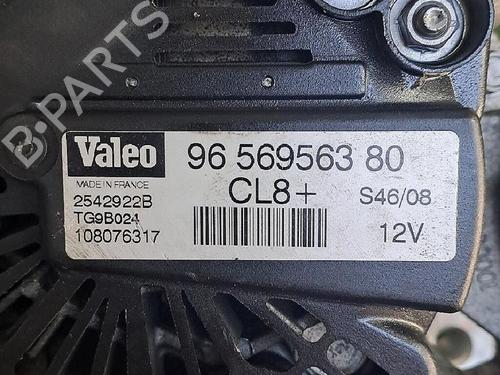 B-PARTS
Valeo
96 569563 80
MADE IN FRANCE
CL8+
S46/08
2542922B
TG9B024
108076317
12V